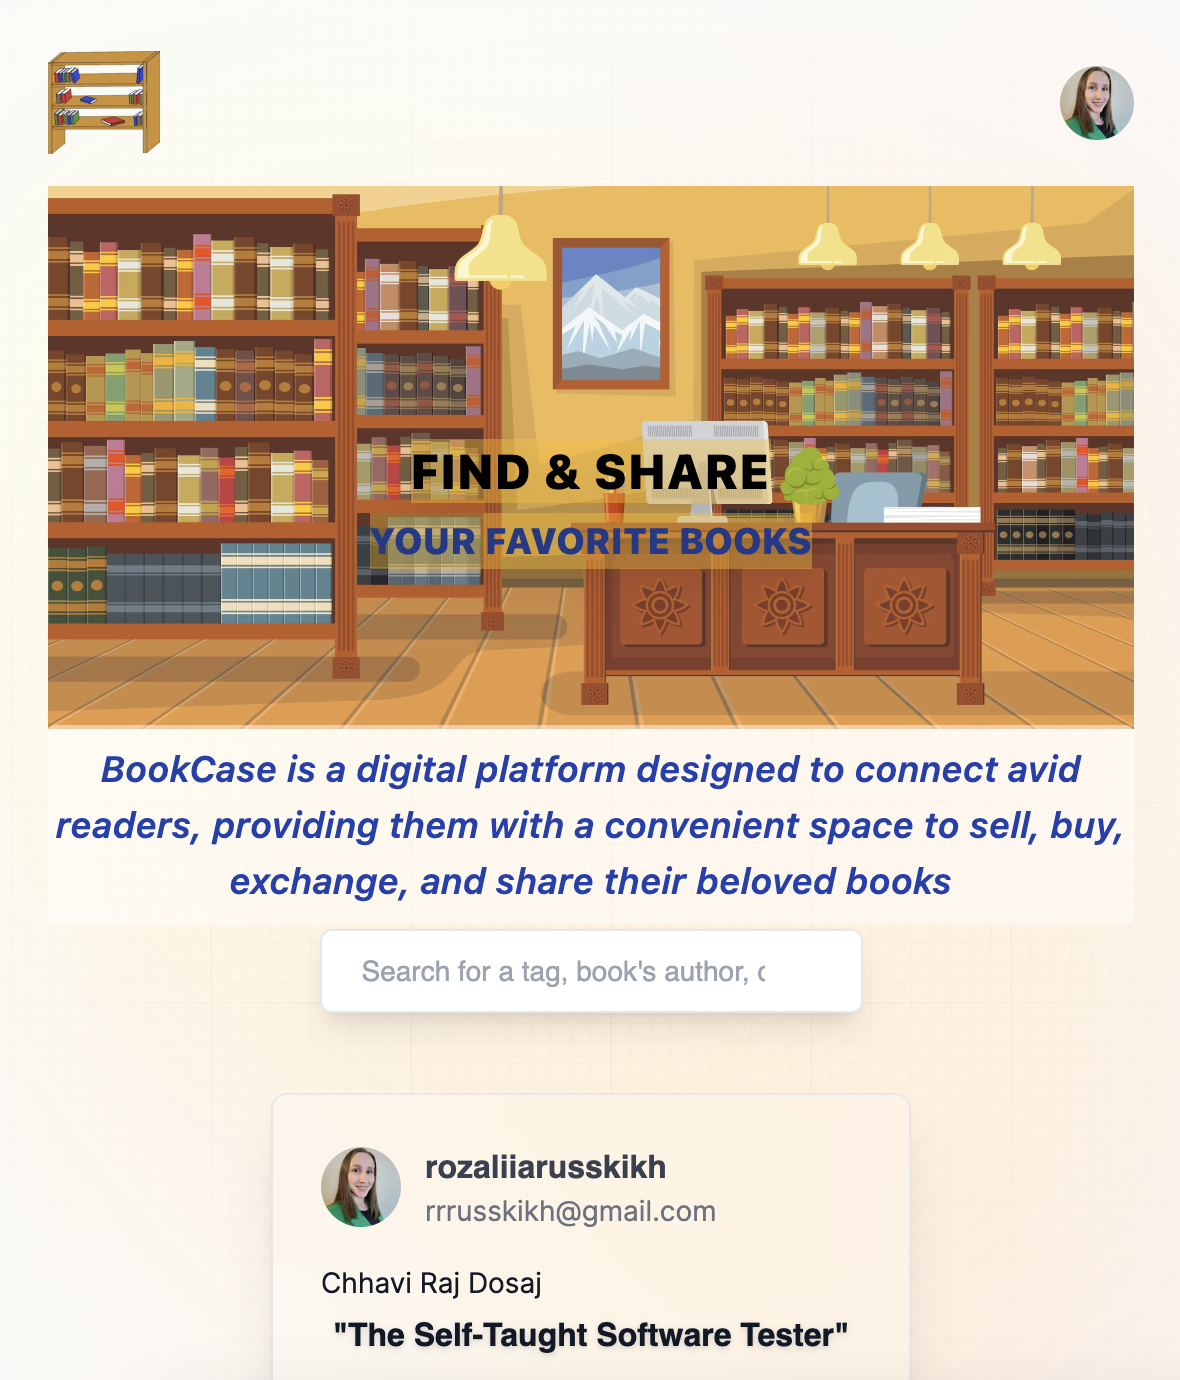 FIND & SHARE
YOUR FAVORITE BOOKS
BookCase is a digital platform designed to connect avid
readers, providing them with a convenient space to sell, buy,
exchange, and share their beloved books
Search for a tag, book's author,
rozaliiarusskikh
rrrusskikh@gmail.com
Chhavi Raj Dosaj
"The Self-Taught Software Tester"